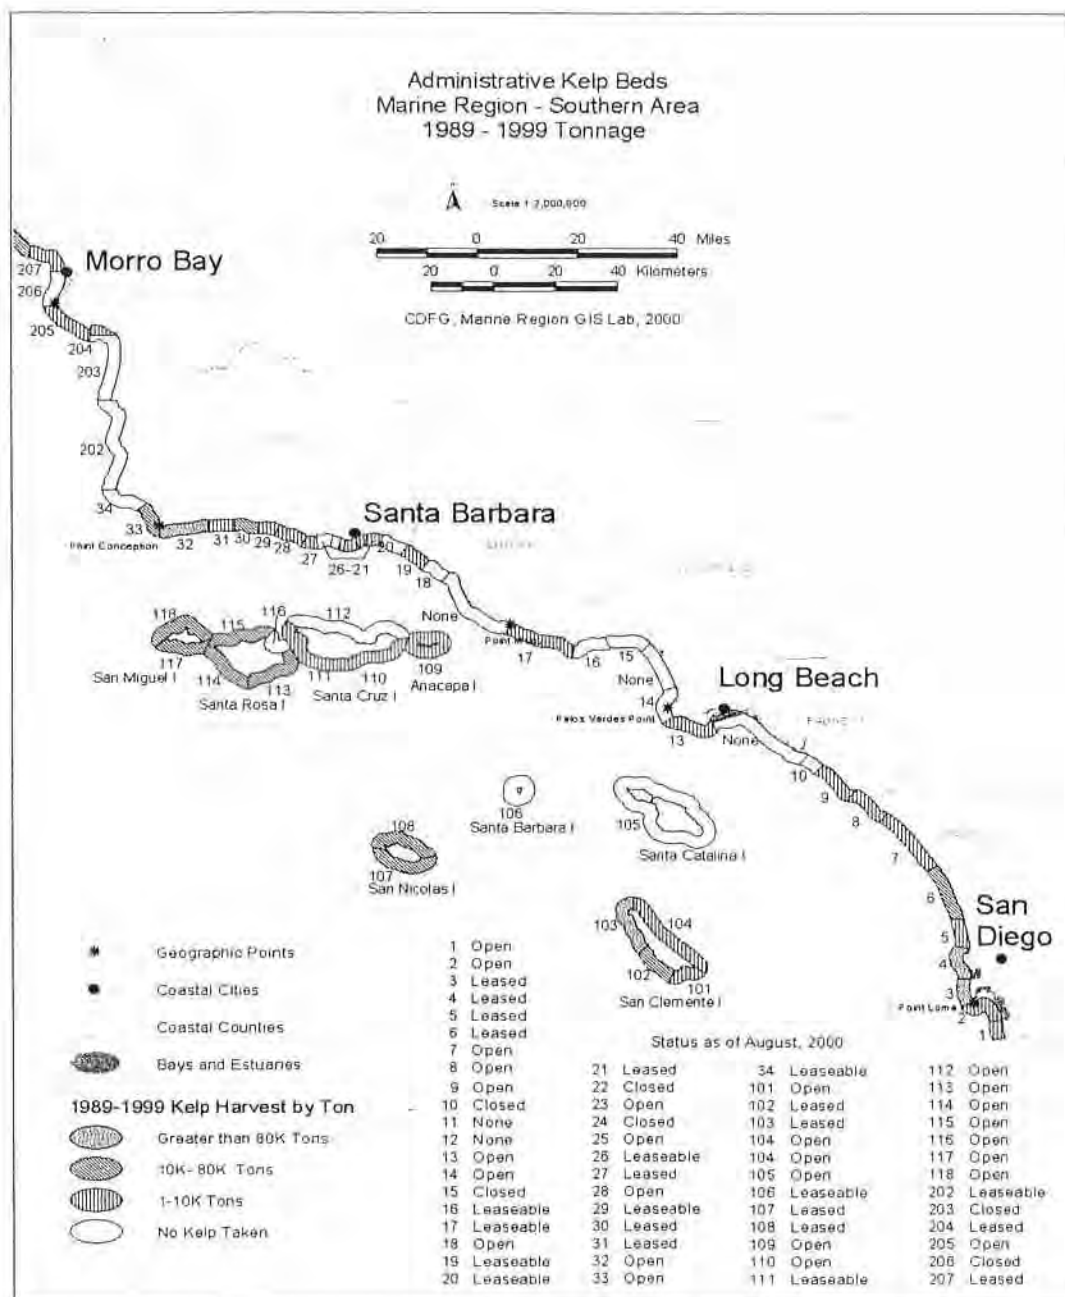 Administrative Kelp Beds
Marine Region - Southern Area
1989 - 1999 Tonnage
20 0 20 40 Miles
20 0 20 40 Kilometers
CDFG, Marine Region GIS Lab, 2000
207
Morro Bay
206
205
204
203
202
34
33
Point Conception
32
31
30
29
28
27
26-21
Santa Barbara
20
19
18
None
17
16
15
None
14
Palos Verdes Point
13
Long Beach
None
10
9
8
7
6
5
4
3
2
1
San
Diego
Point Loma
118
117
San Miguel I
116
115
114
113
Santa Rosa I
112
111
110
Santa Cruz I
109
Anacapa I
106
Santa Barbara I
105
Santa Catalina I
108
107
San Nicolas I
103
104
102
101
San Clemente I
Geographic Points
Coastal Cities
Coastal Counties
Bays and Estuaries
1989-1999 Kelp Harvest by Ton
Greater than 80K Tons
10K-80K Tons
1-10K Tons
No Kelp Taken
Status as of August, 2000
1 Open
2 Open
3 Leased
4 Leased
5 Leased
6 Leased
7 Open
8 Open
9 Open
10 Closed
11 None
12 None
13 Open
14 Open
15 Closed
16 Leaseable
17 Leaseable
18 Open
19 Leaseable
20 Leaseable
21 Leased
22 Closed
23 Open
24 Closed
25 Open
26 Leaseable
27 Leased
28 Open
29 Leaseable
30 Leased
31 Leased
32 Open
33 Open
34 Leaseable
101 Open
102 Leased
103 Leased
104 Open
104 Open
105 Open
106 Leaseable
107 Leased
108 Leased
109 Open
110 Open
111 Leaseable
112 Open
113 Open
114 Open
115 Open
116 Open
117 Open
118 Open
202 Leaseable
203 Closed
204 Leased
205 Open
206 Closed
207 Leased